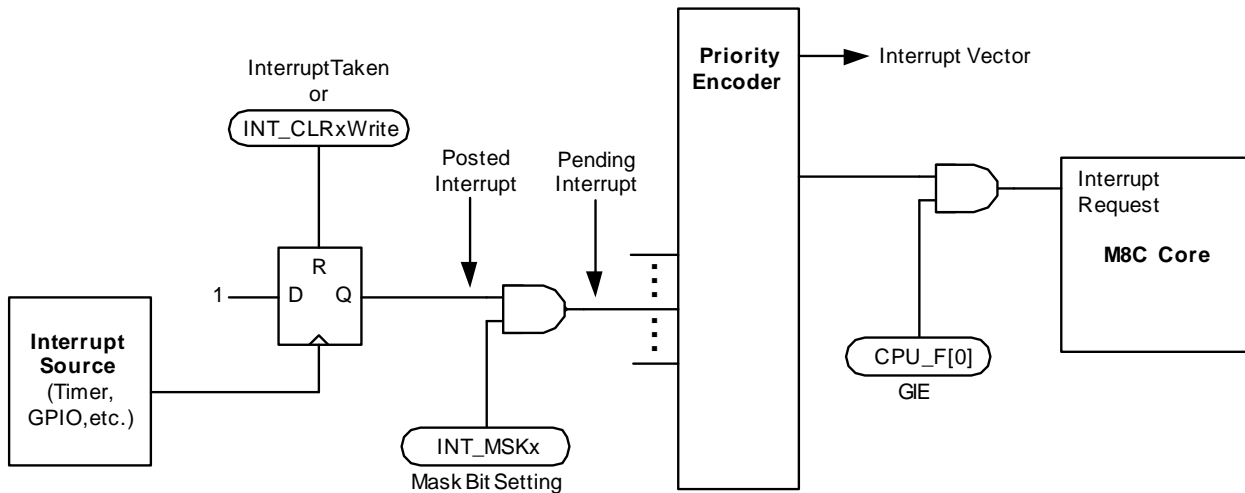 InterruptTaken
or
INT_CLRxWrite
Posted
Interrupt
Pending
Interrupt
Priority
Encoder
Interrupt Vector
Interrupt
Request
M8C Core
R
1
D
Q
Interrupt
Source
(Timer,
GPIO,etc.)
INT_MSKx
Mask Bit Setting
CPU_F[0]
GIE